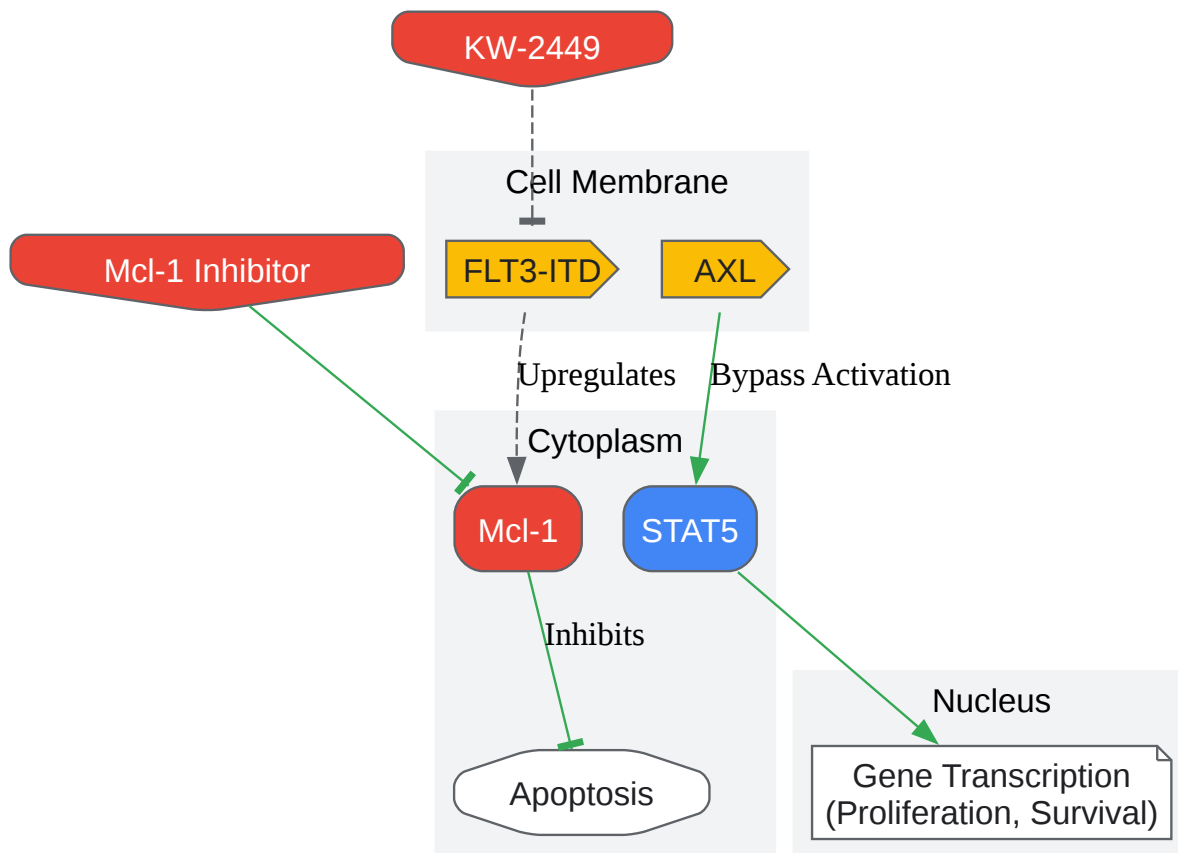 KW-2449
Cell Membrane
Mcl-1 Inhibitor
FLT3-ITD
AXL
Upregulates
Bypass Activation
Cytoplasm
Mcl-1
STAT5
Inhibits
Nucleus
Apoptosis
Gene Transcription
(Proliferation, Survival)